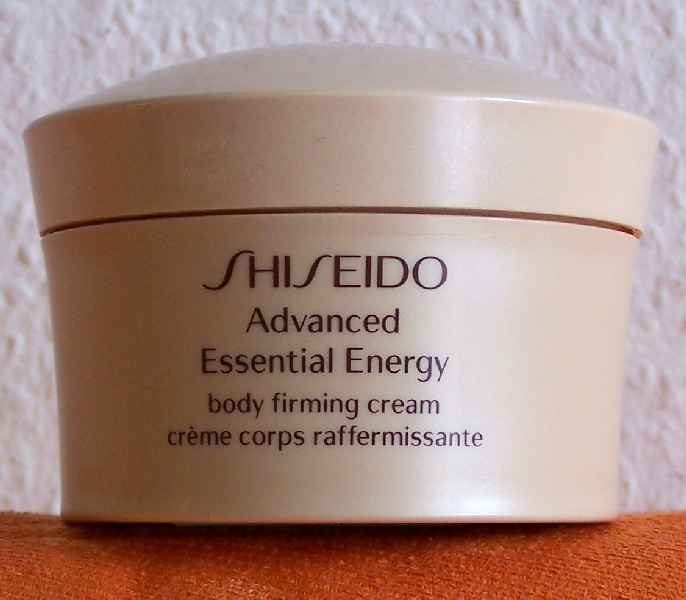 SHISEIDO
Advanced
Essential Energy
body firming cream
crème corps raffermissante